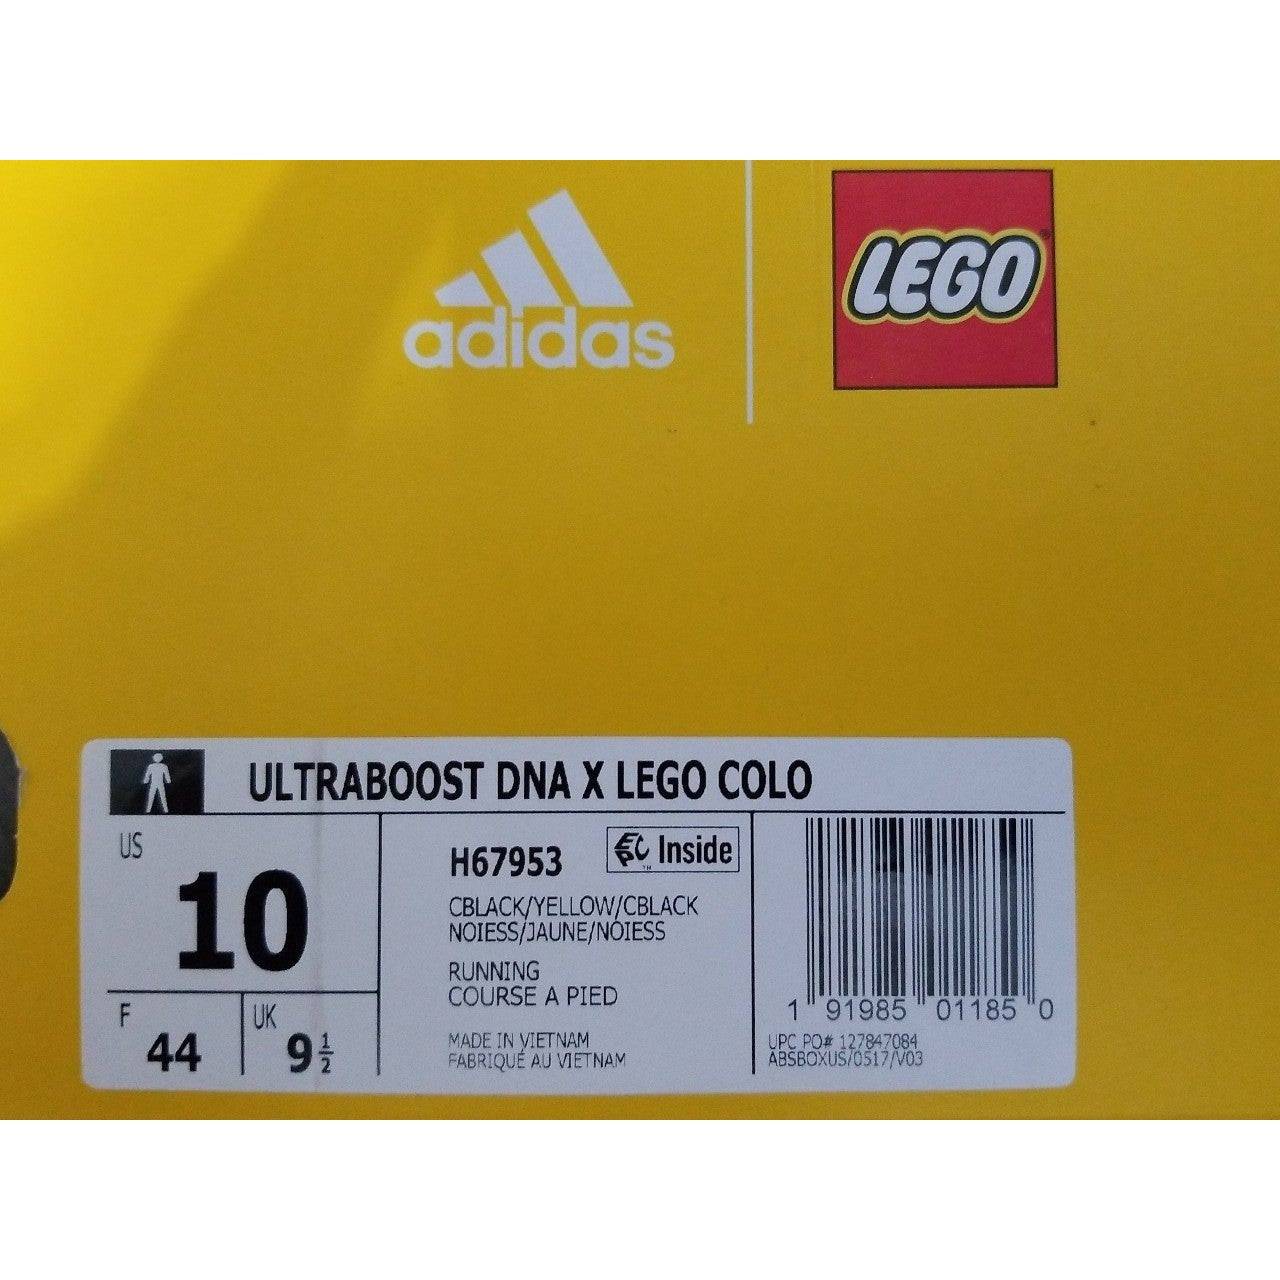 adidas
LEGO
ULTRABOOST DNA X LEGO COLO
US
10
F
44
UK
9 1/2
H67953
EPC Inside
CBLACK/YELLOW/CBLACK
NOIESS/JAUNE/NOIESS
RUNNING
COURSE A PIED
MADE IN VIETNAM
FABRIQUÉ AU VIETNAM
1 91985 01185 0
UPC PO# 127847084
ABSBOXUS/0517/V03